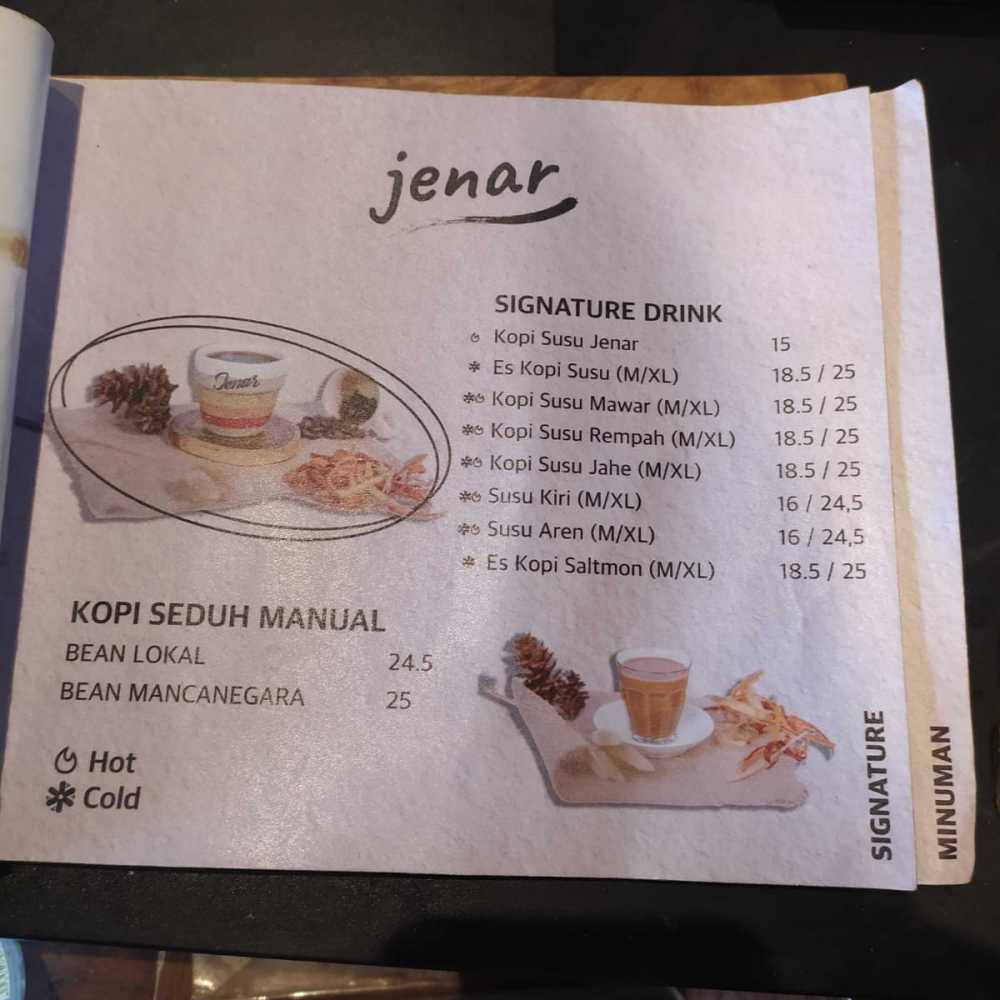 jenar
SIGNATURE DRINK
Kopi Susu Jenar 15
Es Kopi Susu (M/XL) 18.5 / 25
Kopi Susu Mawar (M/XL) 18.5 / 25
Kopi Susu Rempah (M/XL) 18.5 / 25
Kopi Susu Jahe (M/XL) 18.5 / 25
Susu Kiri (M/XL) 16 / 24,5
Susu Aren (M/XL) 16 / 24,5
Es Kopi Saltmon (M/XL) 18.5 / 25
Jenar
KOPI SEDUH MANUAL
BEAN LOKAL 24.5
BEAN MANCANEGARA 25
Hot
Cold
SIGNATURE
MINUMAN